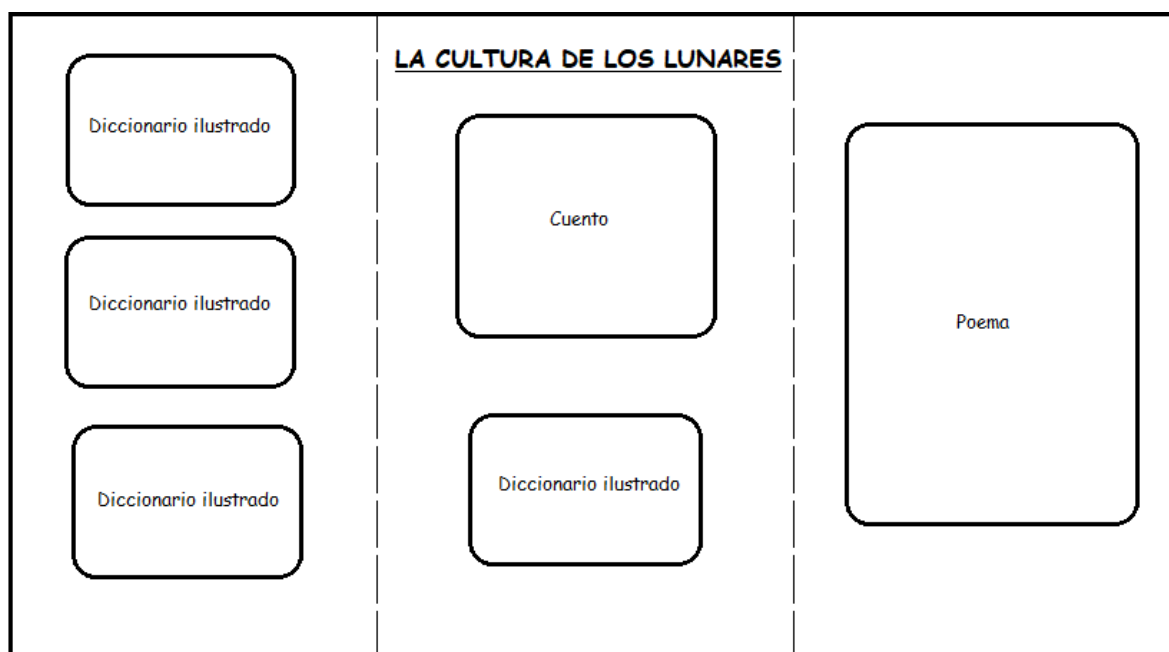 Diccionario ilustrado
Diccionario ilustrado
Diccionario ilustrado
LA CULTURA DE LOS LUNARES
Cuento
Diccionario ilustrado
Poema